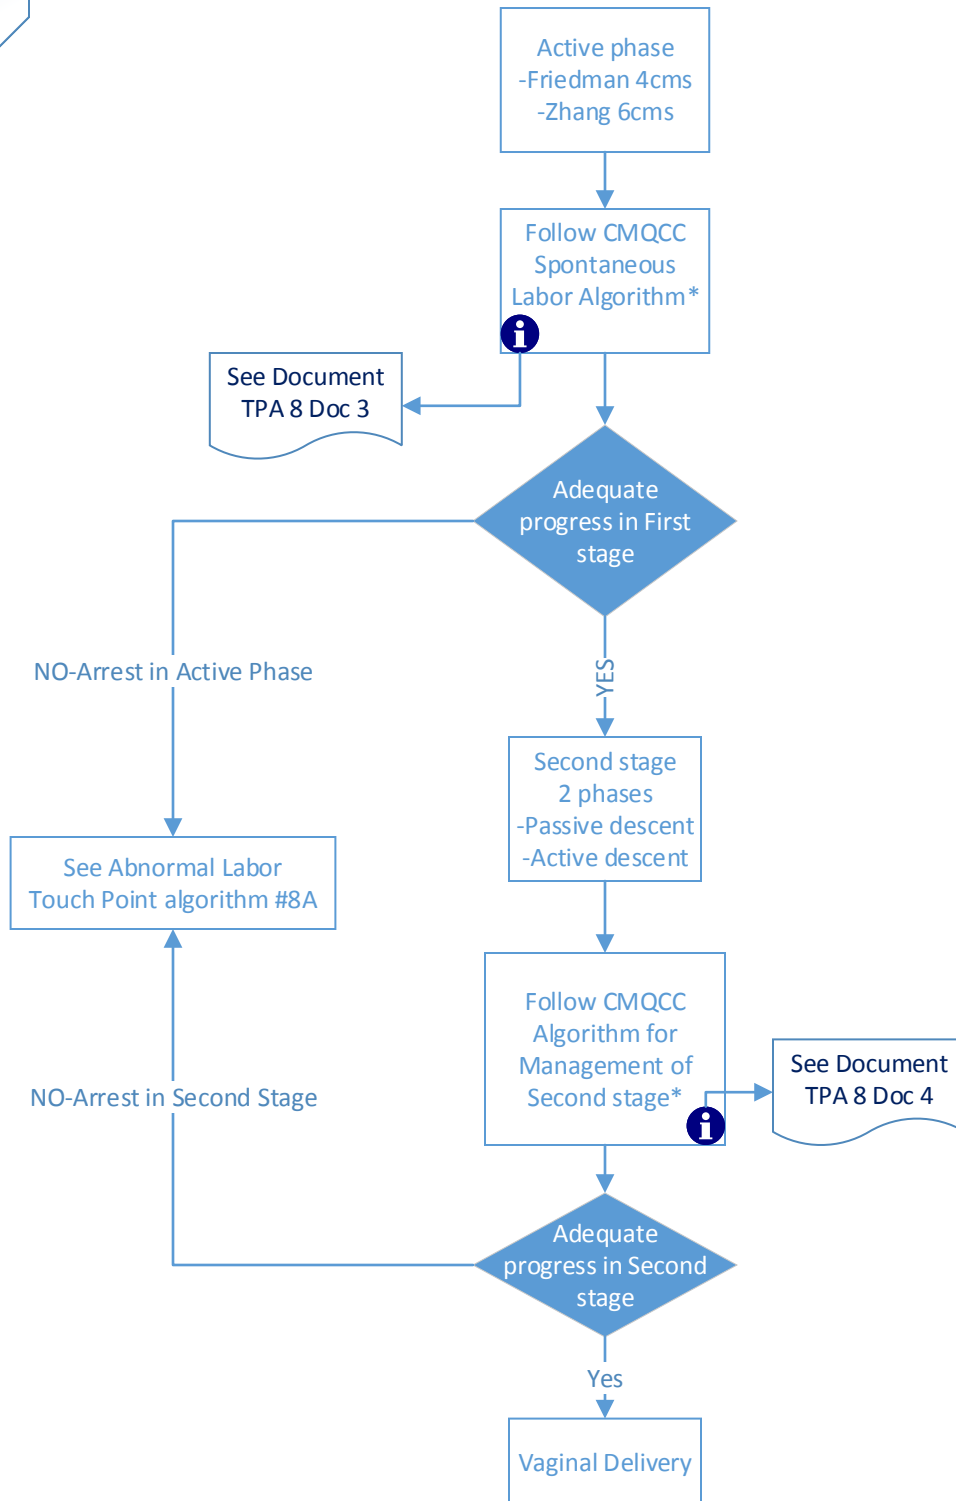 Active phase
-Friedman 4cms
-Zhang 6cms
Follow CMQCC
Spontaneous
Labor Algorithm*
See Document
TPA 8 Doc 3
Adequate
progress in First
stage
NO-Arrest in Active Phase
YES
Second stage
2 phases
-Passive descent
-Active descent
See Abnormal Labor
Touch Point algorithm #8A
Follow CMQCC
Algorithm for
Management of
Second stage*
See Document
TPA 8 Doc 4
NO-Arrest in Second Stage
Adequate
progress in Second
stage
Yes
Vaginal Delivery